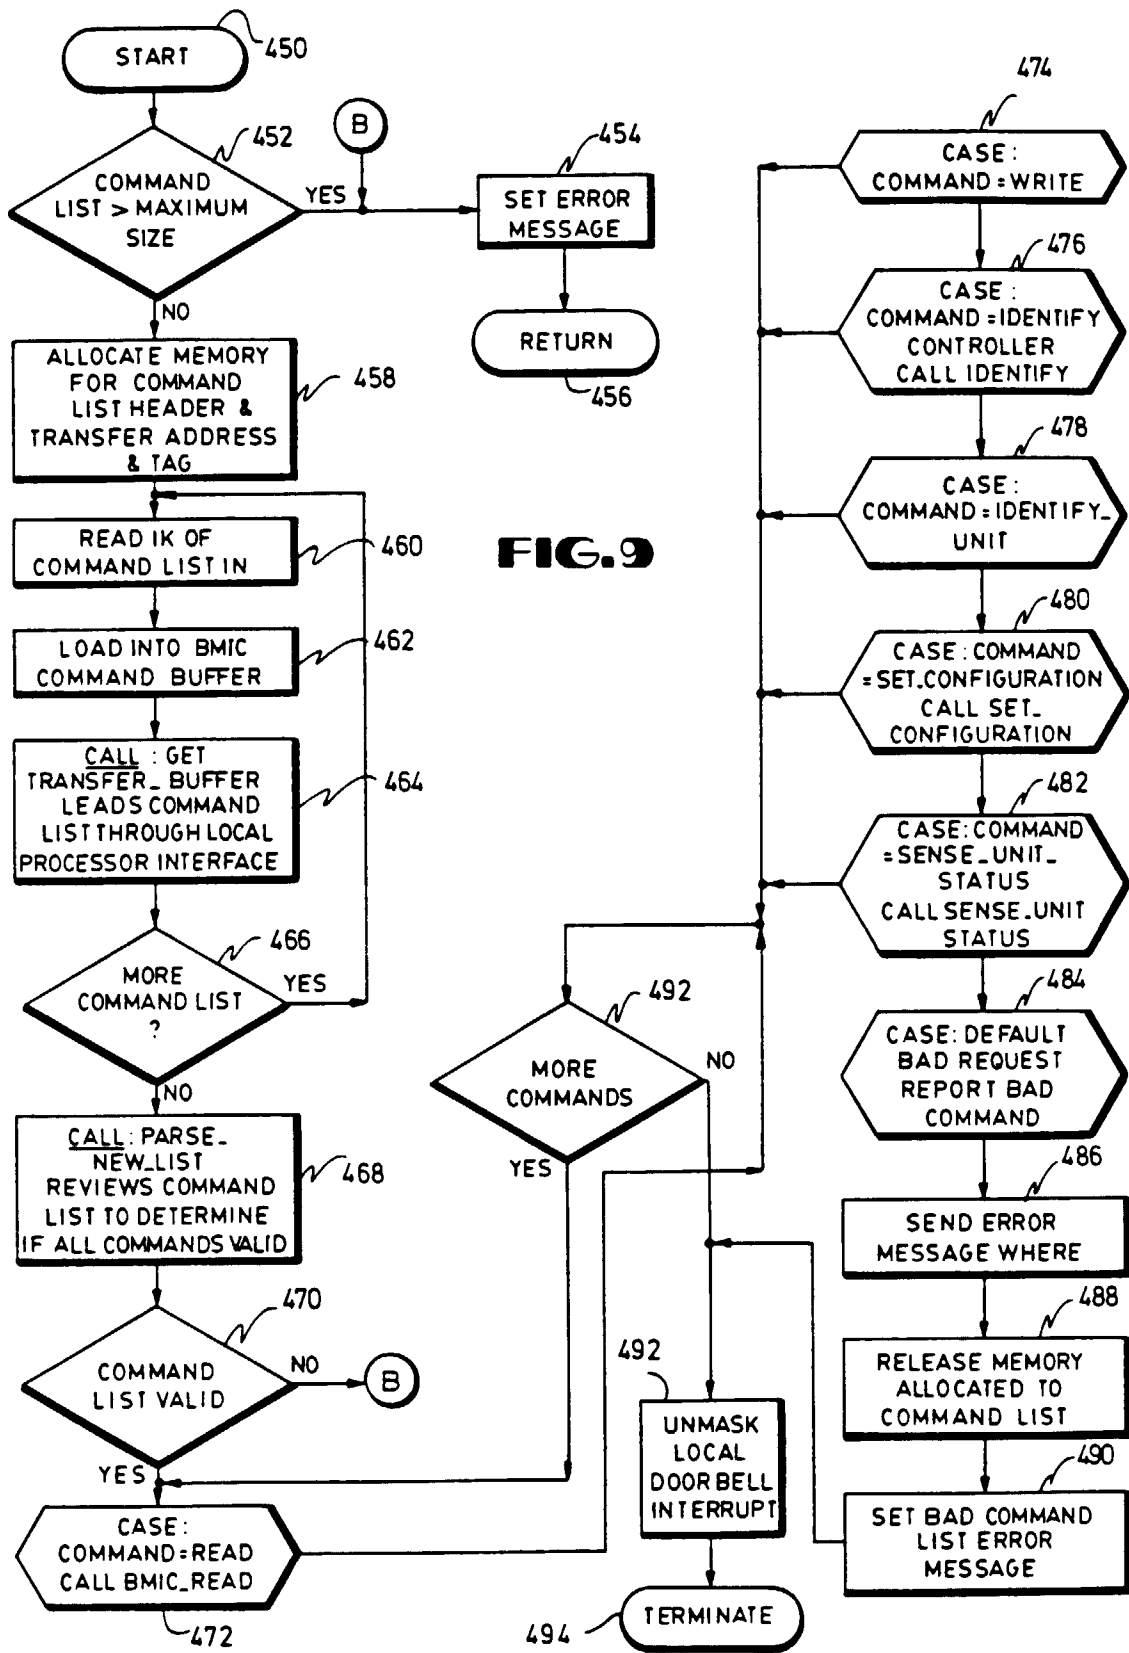 START
450
COMMAND
LIST > MAXIMUM
SIZE
452
YES
NO
B
454
SET ERROR
MESSAGE
RETURN
456
ALLOCATE MEMORY
FOR COMMAND
LIST HEADER &
TRANSFER ADDRESS
& TAG
458
READ 1K OF
COMMAND LIST IN
460
LOAD INTO BMIC
COMMAND BUFFER
462
CALL : GET
TRANSFER_ BUFFER
LEADS COMMAND
LIST THROUGH LOCAL
PROCESSOR INTERFACE
464
MORE
COMMAND LIST
?
466
YES
NO
CALL : PARSE_
NEW_LIST
REVIEWS COMMAND
LIST TO DETERMINE
IF ALL COMMANDS VALID
468
COMMAND
LIST VALID
470
NO
B
YES
CASE :
COMMAND = READ
CALL BMIC_READ
472
FIG.9
474
CASE :
COMMAND = WRITE
476
CASE :
COMMAND = IDENTIFY
CONTROLLER
CALL IDENTIFY
478
CASE :
COMMAND = IDENTIFY_
UNIT
480
CASE : COMMAND
= SET_CONFIGURATION
CALL SET_
CONFIGURATION
482
CASE: COMMAND
= SENSE_UNIT_
STATUS
CALL SENSE_UNIT
STATUS
484
CASE: DEFAULT
BAD REQUEST
REPORT BAD
COMMAND
486
SEND ERROR
MESSAGE WHERE
488
RELEASE MEMORY
ALLOCATED TO
COMMAND LIST
490
SET BAD COMMAND
LIST ERROR
MESSAGE
492
MORE
COMMANDS
NO
YES
492
UNMASK
LOCAL
DOOR BELL
INTERRUPT
TERMINATE
494